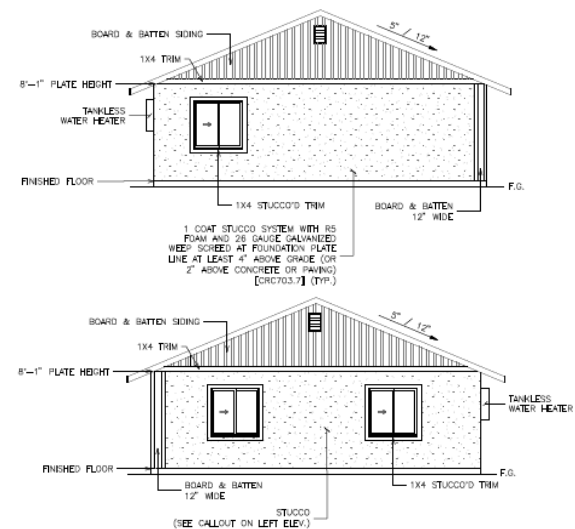 BOARD & BATTEN SIDING
5"
12"
1X4 TRIM
8'-1" PLATE HEIGHT
TANKLESS
WATER HEATER
FINISHED FLOOR
F.G.
1X4 STUCCO'D TRIM
BOARD & BATTEN
12" WIDE
1 COAT STUCCO SYSTEM WITH R5
FOAM AND 26 GAUGE GALVANIZED
WEEP SCREED AT FOUNDATION PLATE
LINE AT LEAST 4" ABOVE GRADE (OR
2" ABOVE CONCRETE OR PAVING)
[CRC703.7] (TYP.)
BOARD & BATTEN SIDING
5"
12"
1X4 TRIM
8'-1" PLATE HEIGHT
TANKLESS
WATER HEATER
FINISHED FLOOR
F.G.
BOARD & BATTEN
12" WIDE
1X4 STUCCO'D TRIM
STUCCO
(SEE CALLOUT ON LEFT ELEV.)